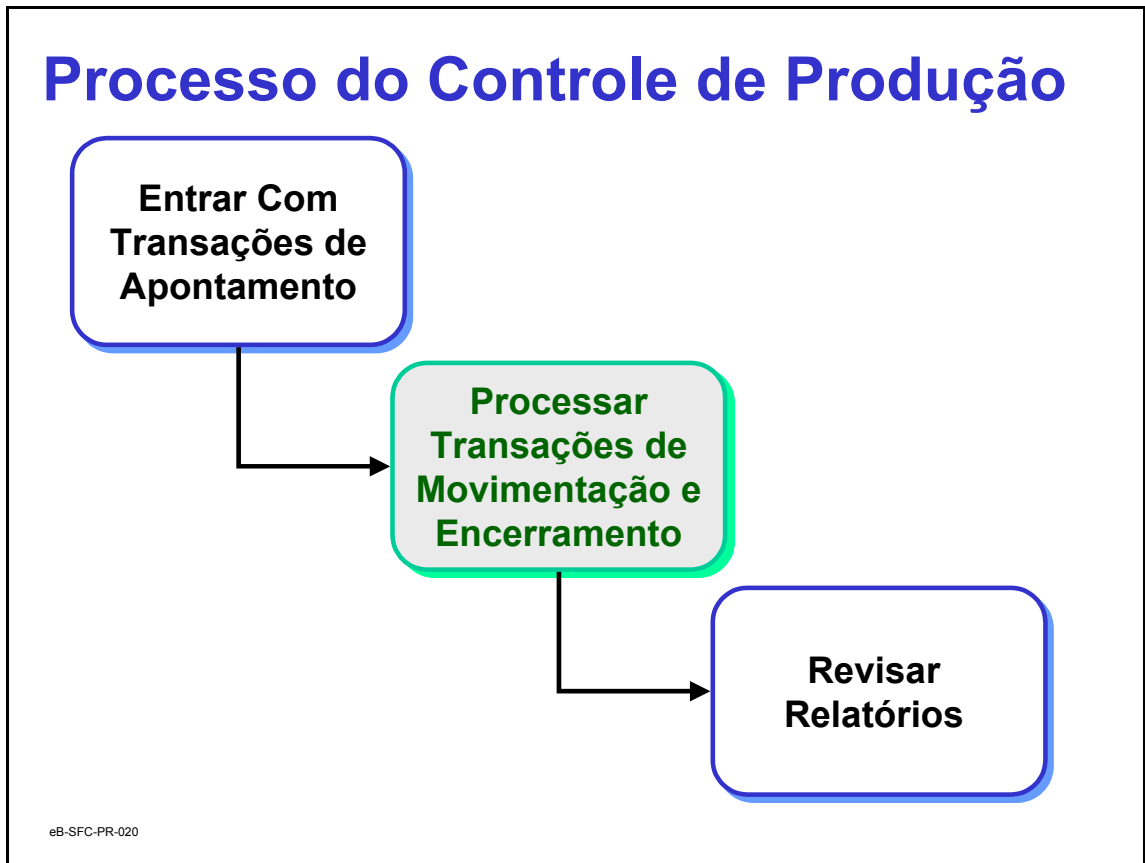 Processo do Controle de Produção
Entrar Com
Transações de
Apontamento
Processar
Transações de
Movimentação e
Encerramento
Revisar
Relatórios
eB-SFC-PR-020